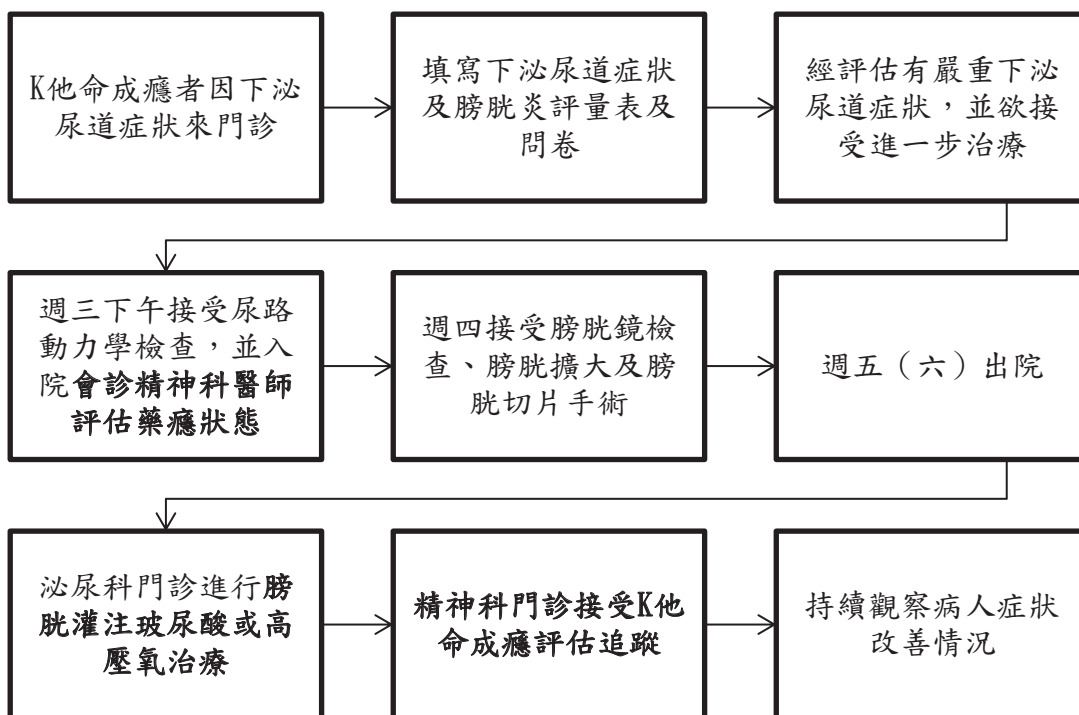 K他命成癮者因下泌
尿道症狀來門診
填寫下泌尿道症狀
及膀胱炎評量表及
問卷
經評估有嚴重下泌
尿道症狀，並欲接
受進一步治療
週三下午接受尿路
動力學檢查，並入
院會診精神科醫師
評估藥癮狀態
週四接受膀胱鏡檢
查、膀胱擴大及膀
胱切片手術
週五（六）出院
泌尿科門診進行膀
胱灌注玻尿酸或高
壓氧治療
精神科門診接受K他
命成癮評估追蹤
持續觀察病人症狀
改善情況